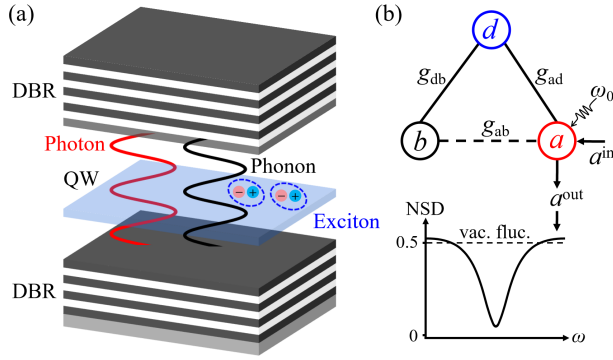 (a)
DBR
Photon
Phonon
QW
− +
− +
Exciton
DBR
(b)
d
g_db
g_ad
ω_0
b
g_ab
a
a^in
a^out
NSD
vac. fluc.
0.5
0
ω